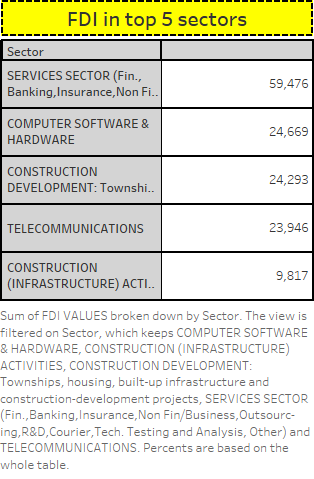 FDI in top 5 sectors
Sector
SERVICES SECTOR (Fin.,
Banking,Insurance,Non Fi..
59,476
COMPUTER SOFTWARE &
HARDWARE
24,669
CONSTRUCTION
DEVELOPMENT: Townshi..
24,293
TELECOMMUNICATIONS
23,946
CONSTRUCTION
(INFRASTRUCTURE) ACTI..
9,817
Sum of FDI VALUES broken down by Sector. The view is
filtered on Sector, which keeps COMPUTER SOFTWARE
& HARDWARE, CONSTRUCTION (INFRASTRUCTURE)
ACTIVITIES, CONSTRUCTION DEVELOPMENT:
Townships, housing, built-up infrastructure and
construction-development projects, SERVICES SECTOR
(Fin.,Banking,Insurance,Non Fin/Business,Outsourc-
ing,R&D,Courier,Tech. Testing and Analysis, Other) and
TELECOMMUNICATIONS. Percents are based on the
whole table.